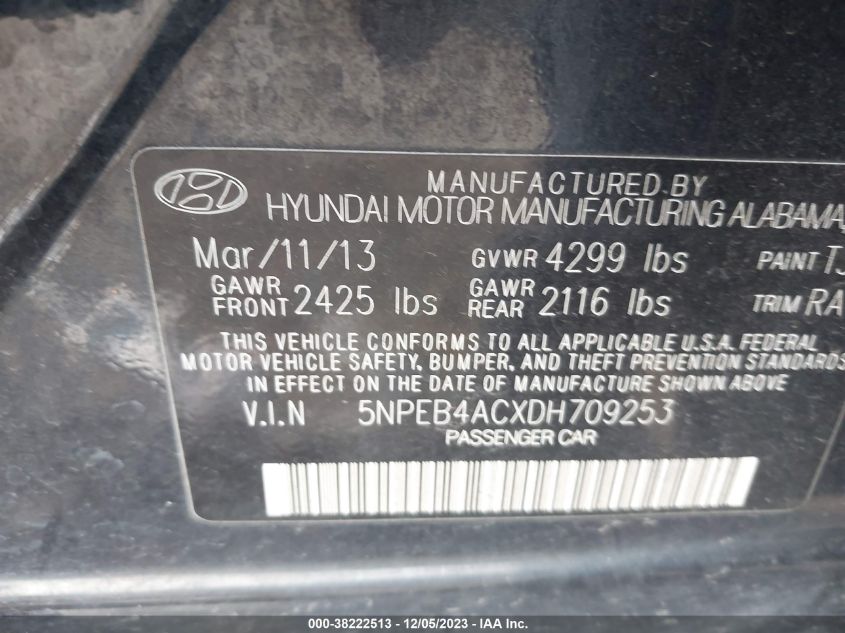 MANUFACTURED BY
HYUNDAI MOTOR MANUFACTURING ALABAMA,
Mar/11/13 GVWR 4299 lbs PAINT TJ
GAWR FRONT 2425 lbs GAWR REAR 2116 lbs TRIM RA
THIS VEHICLE CONFORMS TO ALL APPLICABLE U.S.A. FEDERAL
MOTOR VEHICLE SAFETY, BUMPER, AND THEFT PREVENTION STANDARDS
IN EFFECT ON THE DATE OF MANUFACTURE SHOWN ABOVE
V.I.N 5NPEB4ACXDH709253
PASSENGER CAR
000-38222513 - 12/05/2023 - IAA Inc.